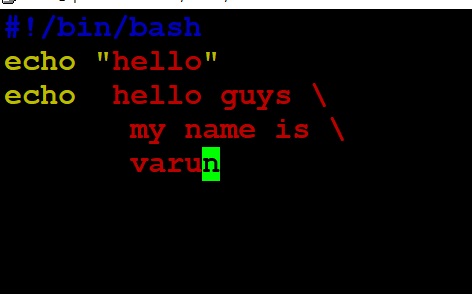 #!/bin/bash
echo "hello"
echo  hello guys \
my name is \
varun